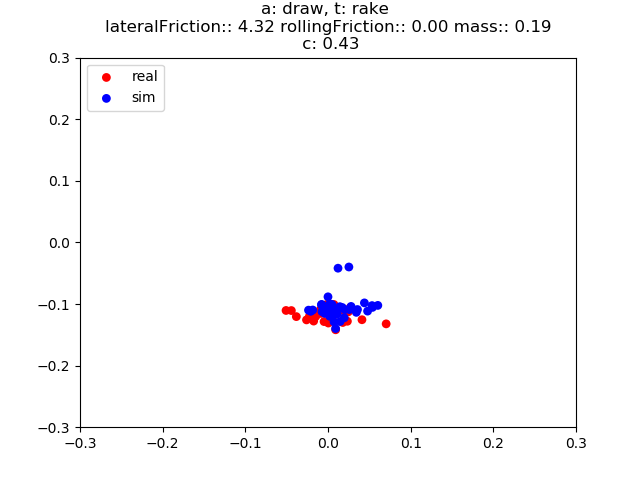 a: draw, t: rake
lateralFriction:: 4.32 rollingFriction:: 0.00 mass:: 0.19
c: 0.43
real
sim
0.3
0.2
0.1
0.0
−0.1
−0.2
−0.3
−0.3 −0.2 −0.1 0.0 0.1 0.2 0.3